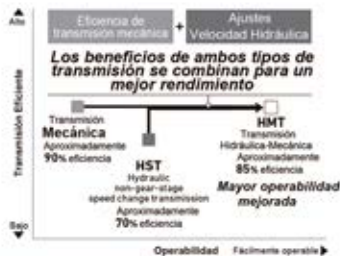 Alto
Eficiencia de
transmisión mecánica
+
Ajustes
Velocidad Hidráulica
Los beneficios de ambos tipos de
transmisión se combinan para un
mejor rendimiento
Transmisión Eficiente
Transmisión
Mecánica
Aproximadamente
90% eficiencia
HST
Hydraulic
non-gear-stage
speed change transmission
Aproximadamente
70% eficiencia
HMT
Transmisión
Hidráulica-Mecánica
Aproximadamente
85% eficiencia
Mayor operabilidad
mejorada
Bajo
Operabilidad
Fácilmente operable